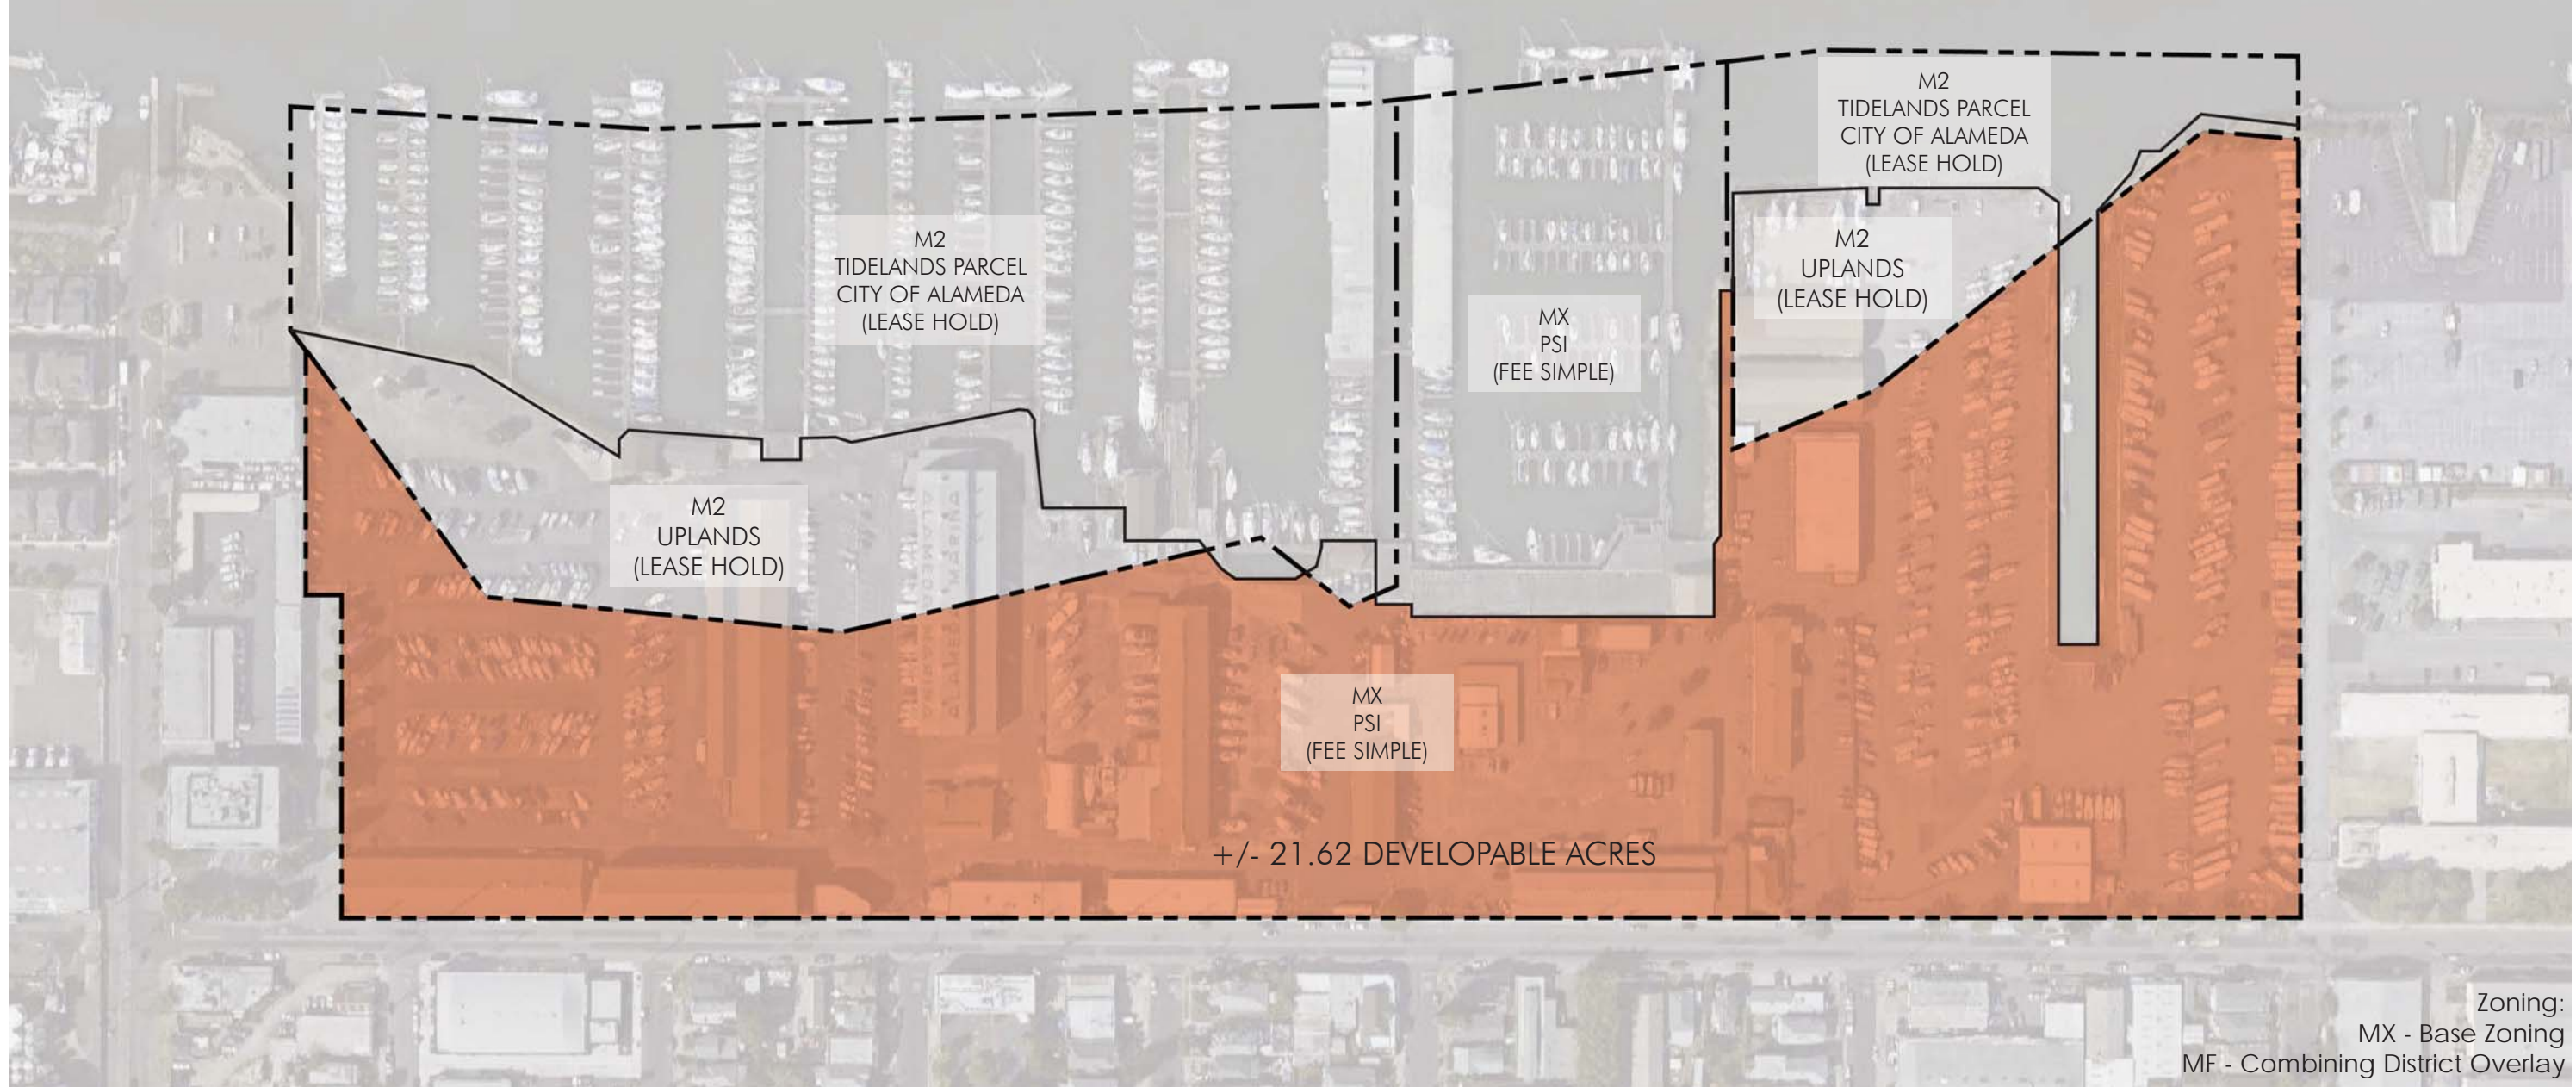 M2
TIDELANDS PARCEL
CITY OF ALAMEDA
(LEASE HOLD)
M2
TIDELANDS PARCEL
CITY OF ALAMEDA
(LEASE HOLD)
M2
UPLANDS
(LEASE HOLD)
MX
PSI
(FEE SIMPLE)
M2
UPLANDS
(LEASE HOLD)
MX
PSI
(FEE SIMPLE)
+/- 21.62 DEVELOPABLE ACRES
Zoning:
MX - Base Zoning
MF - Combining District Overlay